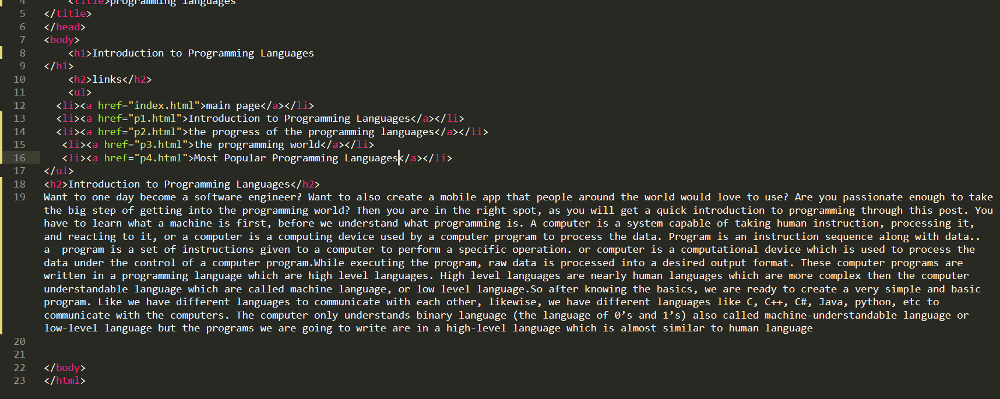 4 <title>programming languages
5 </title>
6 </head>
7 <body>
8 <h1>Introduction to Programming Languages
9 </h1>
10 <h2>links</h2>
11 <ul>
12 <li><a href="index.html">main page</a></li>
13 <li><a href="p1.html">Introduction to Programming Languages</a></li>
14 <li><a href="p2.html">the progress of the programming languages</a></li>
15 <li><a href="p3.html">the programming world</a></li>
16 <li><a href="p4.html">Most Popular Programming Languages</a></li>
17 </ul>
18 <h2>Introduction to Programming Languages</h2>
19 Want to one day become a software engineer? Want to also create a mobile app that people around the world would love to use? Are you passionate enough to take
the big step of getting into the programming world? Then you are in the right spot, as you will get a quick introduction to programming through this post. You
have to learn what a machine is first, before we understand what programming is. A computer is a system capable of taking human instruction, processing it,
and reacting to it, or a computer is a computing device used by a computer program to process the data. Program is an instruction sequence along with data..
a  program is a set of instructions given to a computer to perform a specific operation. or computer is a computational device which is used to process the
data under the control of a computer program.While executing the program, raw data is processed into a desired output format. These computer programs are
written in a programming language which are high level languages. High level languages are nearly human languages which are more complex then the computer
understandable language which are called machine language, or low level language.So after knowing the basics, we are ready to create a very simple and basic
program. Like we have different languages to communicate with each other, likewise, we have different languages like C, C++, C#, Java, python, etc to
communicate with the computers. The computer only understands binary language (the language of 0’s and 1’s) also called machine-understandable language or
low-level language but the programs we are going to write are in a high-level language which is almost similar to human language
20
21
22 </body>
23 </html>